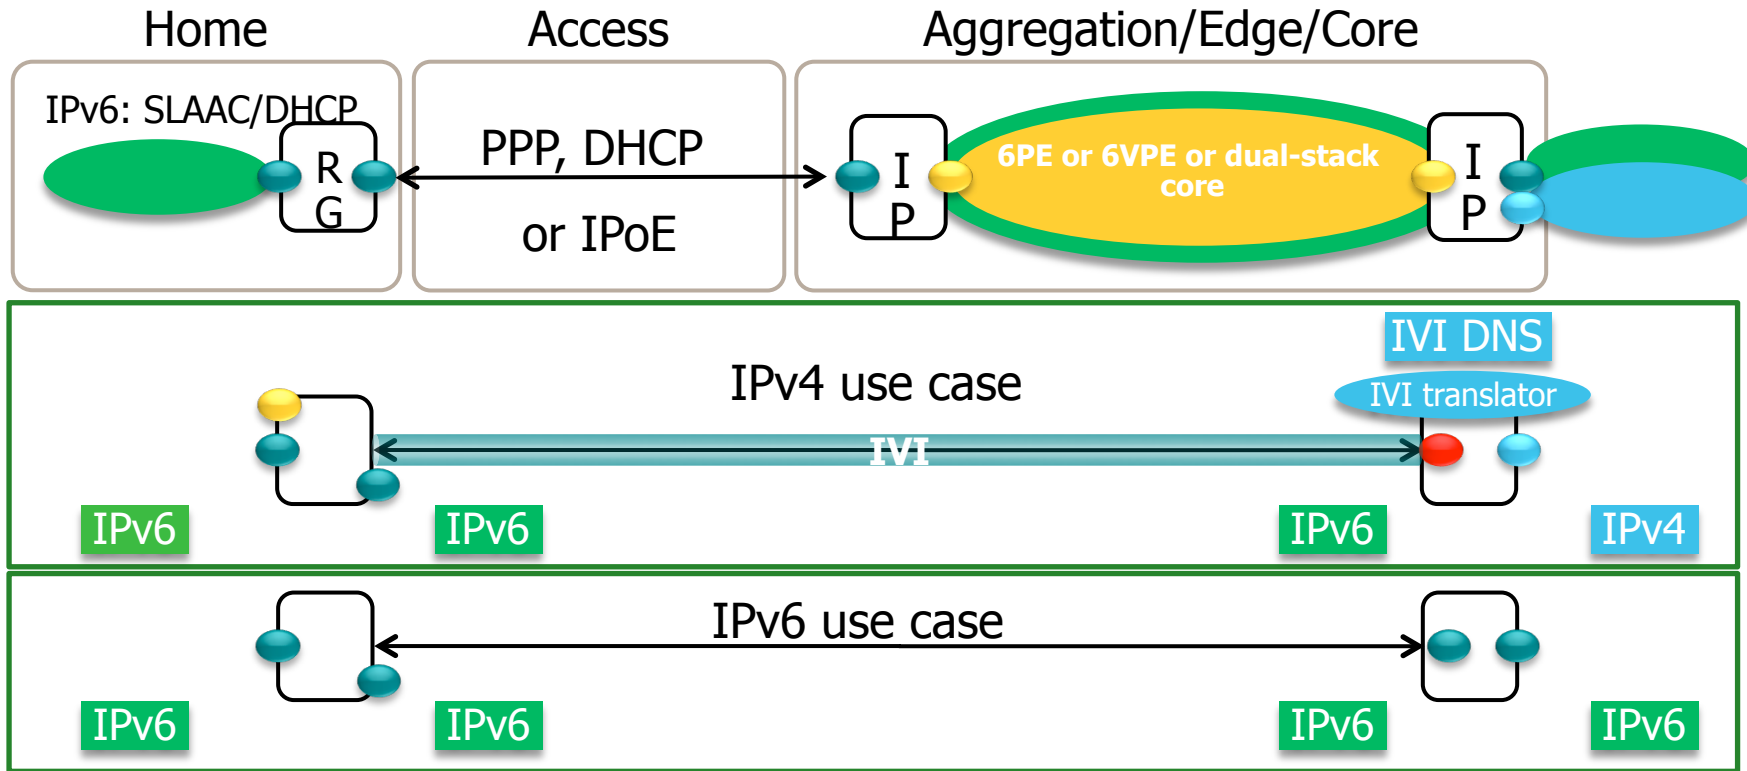 Home
Access
Aggregation/Edge/Core
IPv6: SLAAC/DHCP
R
G
PPP, DHCP
or IPoE
I
P
6PE or 6VPE or dual-stack
core
I
P
IVI DNS
IVI translator
IPv4 use case
IVI
IPv6
IPv6
IPv6
IPv4
IPv6 use case
IPv6
IPv6
IPv6
IPv6